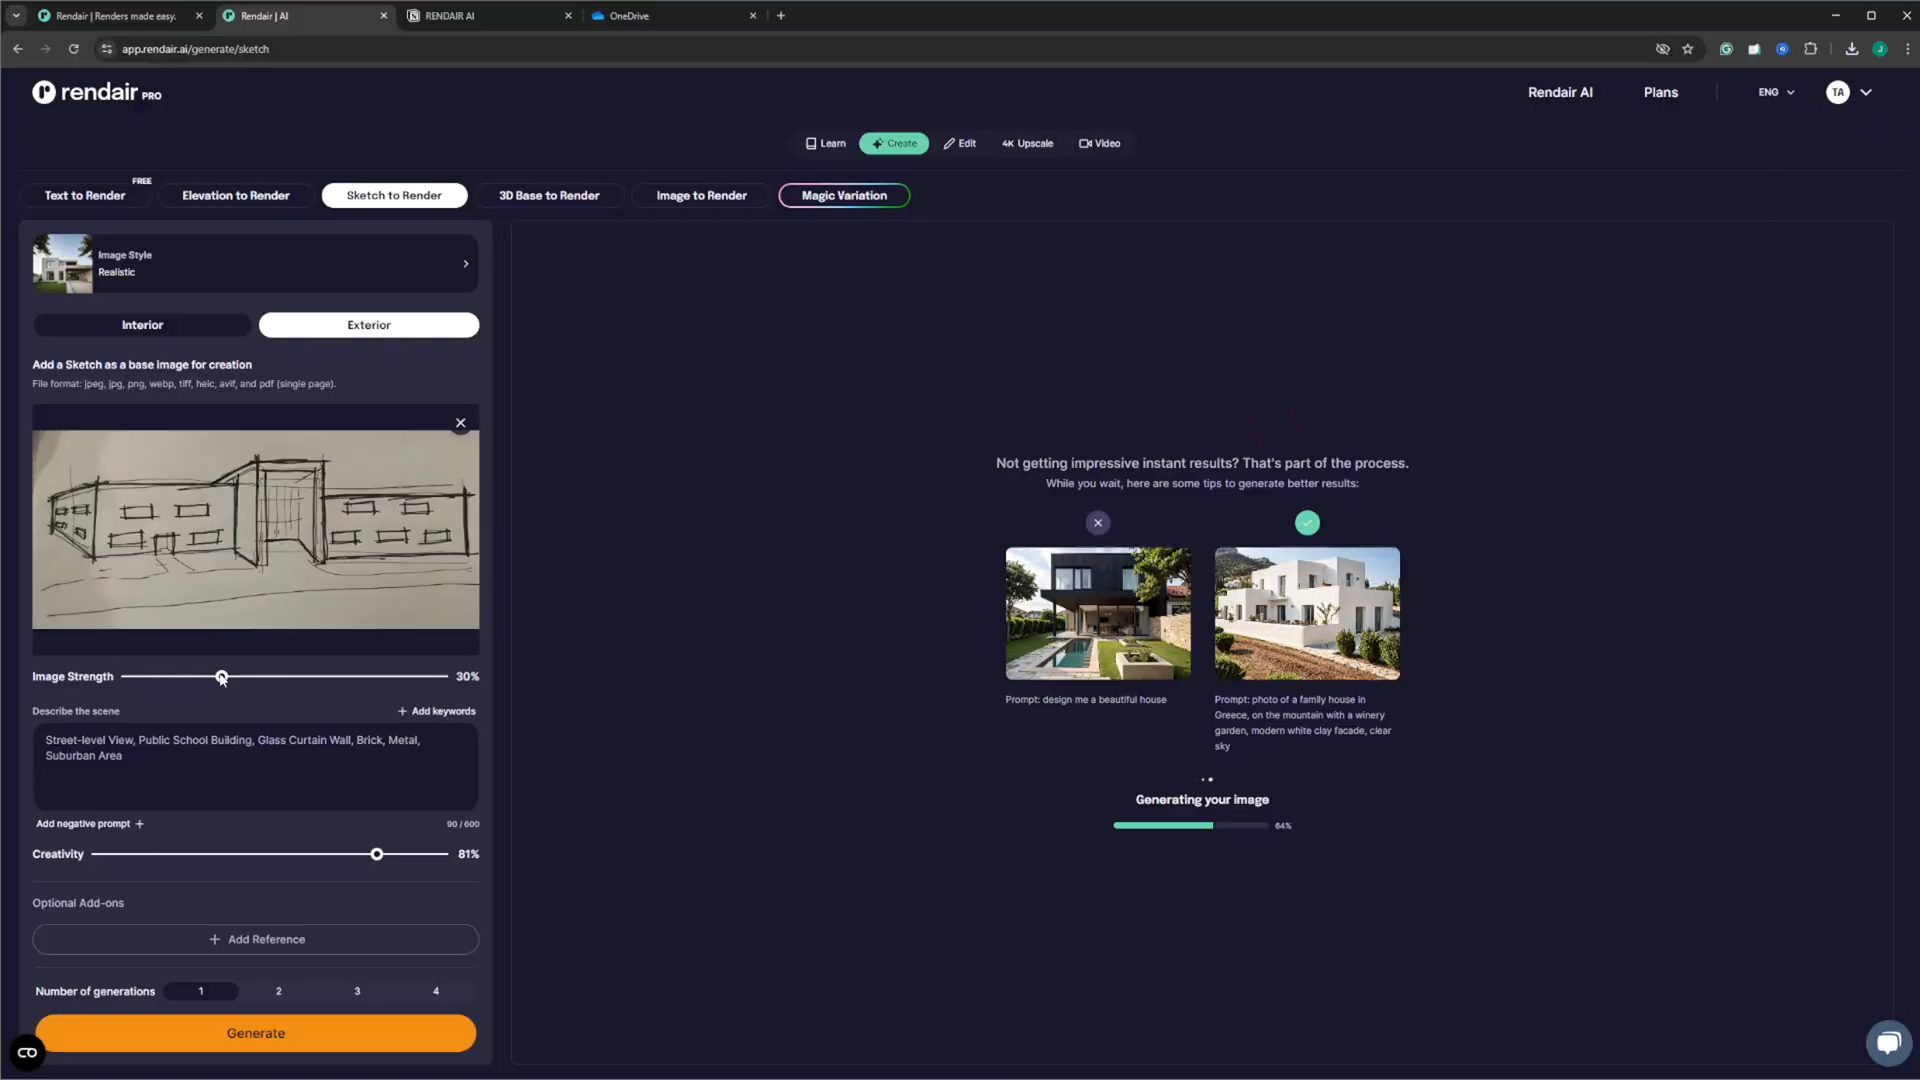 Rendair | Renders made easy.
Rendair | AI
RENDAIR AI
OneDrive
app.rendair.ai/generate/sketch
J
rendair PRO
Rendair AI
Plans
ENG
TA
Learn
Create
Edit
4K Upscale
Video
Text to Render
FREE
Elevation to Render
Sketch to Render
3D Base to Render
Image to Render
Magic Variation
Image Style
Realistic
Interior
Exterior
Add a Sketch as a base image for creation
File format: jpeg, jpg, png, webp, tiff, heic, avif, and pdf (single page).
Image Strength
30%
Describe the scene
+ Add keywords
Street-level View, Public School Building, Glass Curtain Wall, Brick, Metal,
Suburban Area
Add negative prompt +
90 / 600
Creativity
81%
Optional Add-ons
+ Add Reference
Number of generations
1
2
3
4
Generate
Not getting impressive instant results? That's part of the process.
While you wait, here are some tips to generate better results:
Prompt: design me a beautiful house
Prompt: photo of a family house in
Greece, on the mountain with a winery
garden, modern white clay facade, clear
sky
Generating your image
64%